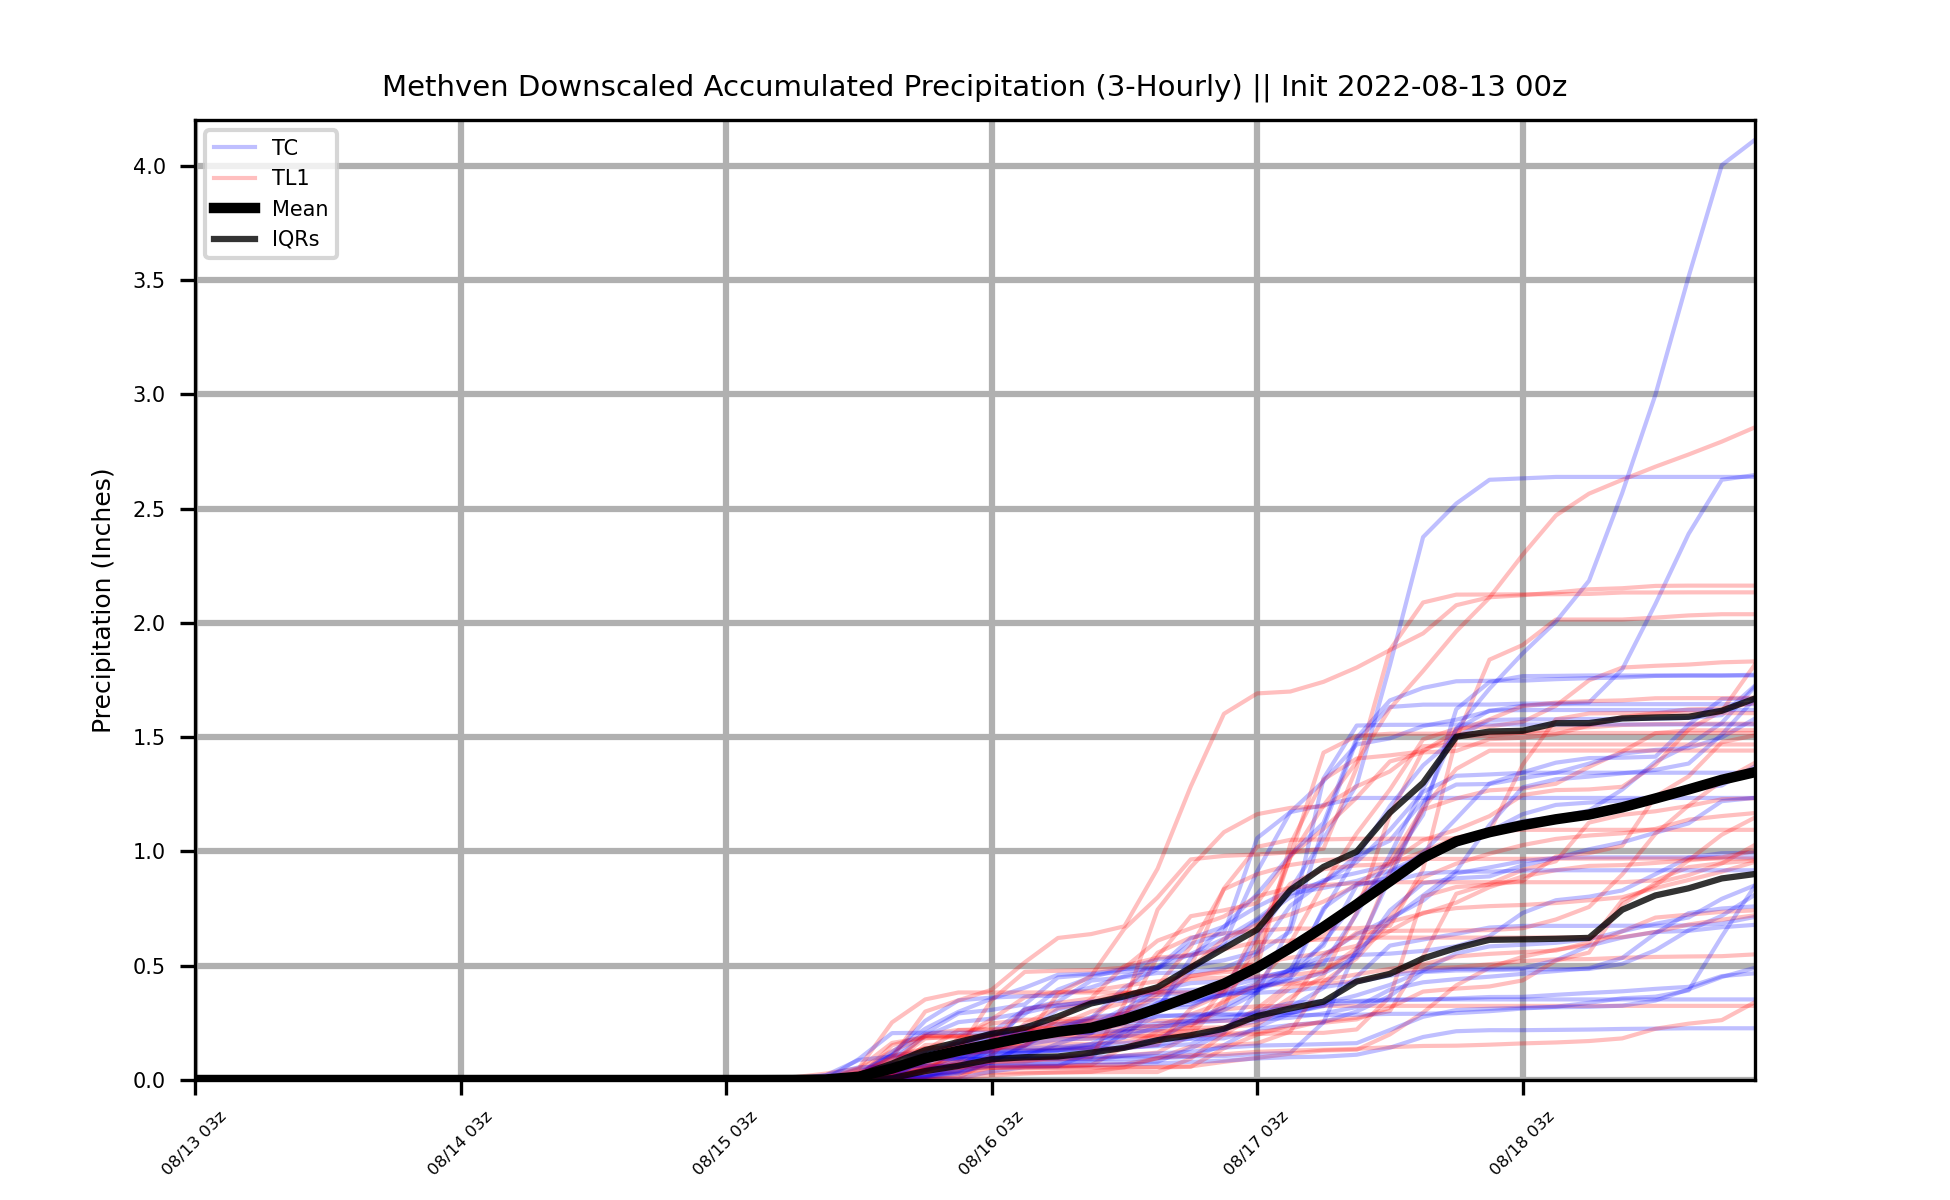 Methven Downscaled Accumulated Precipitation (3-Hourly) || Init 2022-08-13 00z
TC
TL1
Mean
IQRs
Precipitation (Inches)
4.0
3.5
3.0
2.5
2.0
1.5
1.0
0.5
0.0
08/13 03z
08/14 03z
08/15 03z
08/16 03z
08/17 03z
08/18 03z